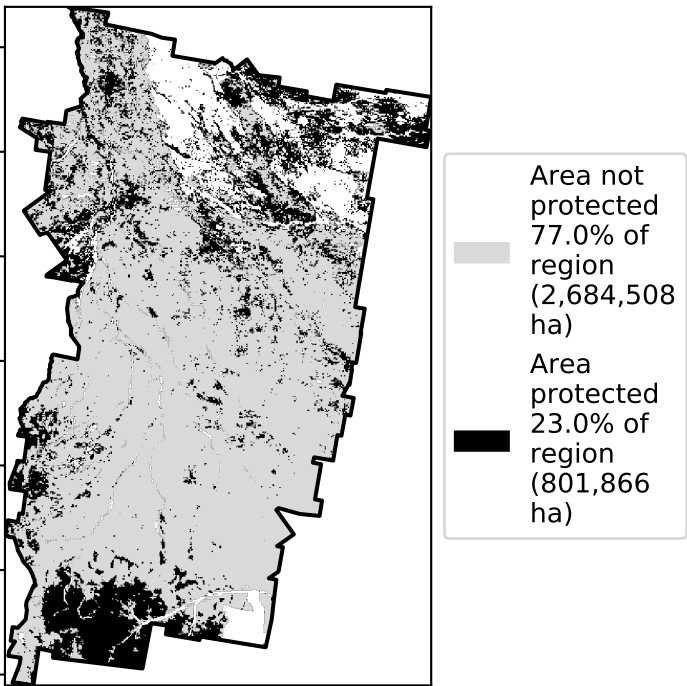 Area not
protected
77.0% of
region
(2,684,508
ha)
Area
protected
23.0% of
region
(801,866
ha)